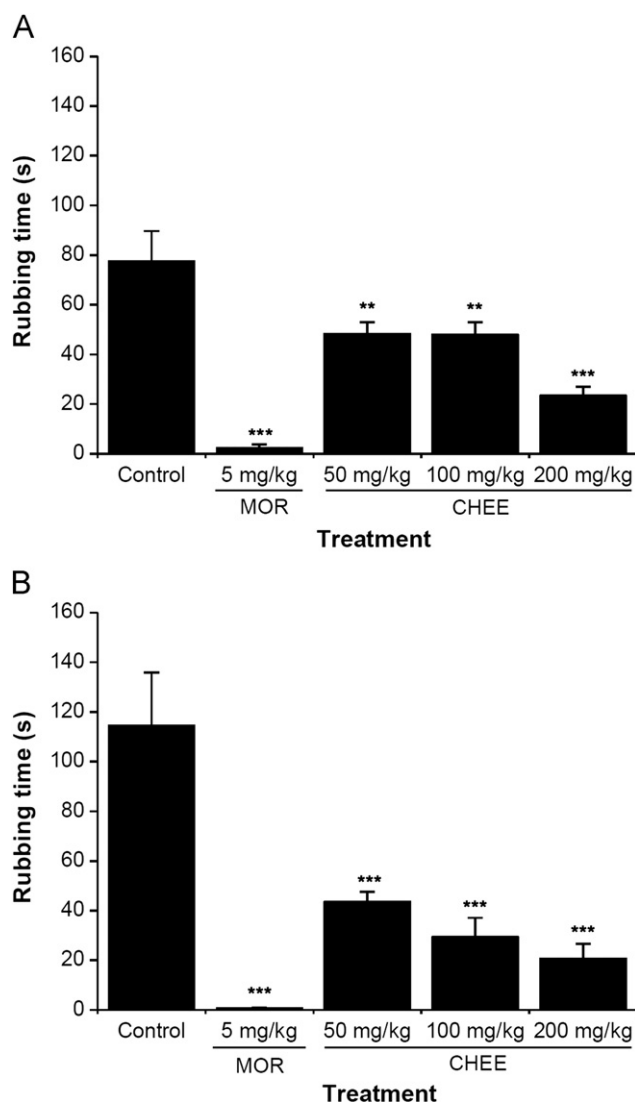 A
160
140
120
100
80
60
40
20
0
Rubbing time (s)
***
**
**
***
Control 5 mg/kg 50 mg/kg 100 mg/kg 200 mg/kg
MOR CHEE
Treatment
B
160
140
120
100
80
60
40
20
0
Rubbing time (s)
***
***
***
***
Control 5 mg/kg 50 mg/kg 100 mg/kg 200 mg/kg
MOR CHEE
Treatment